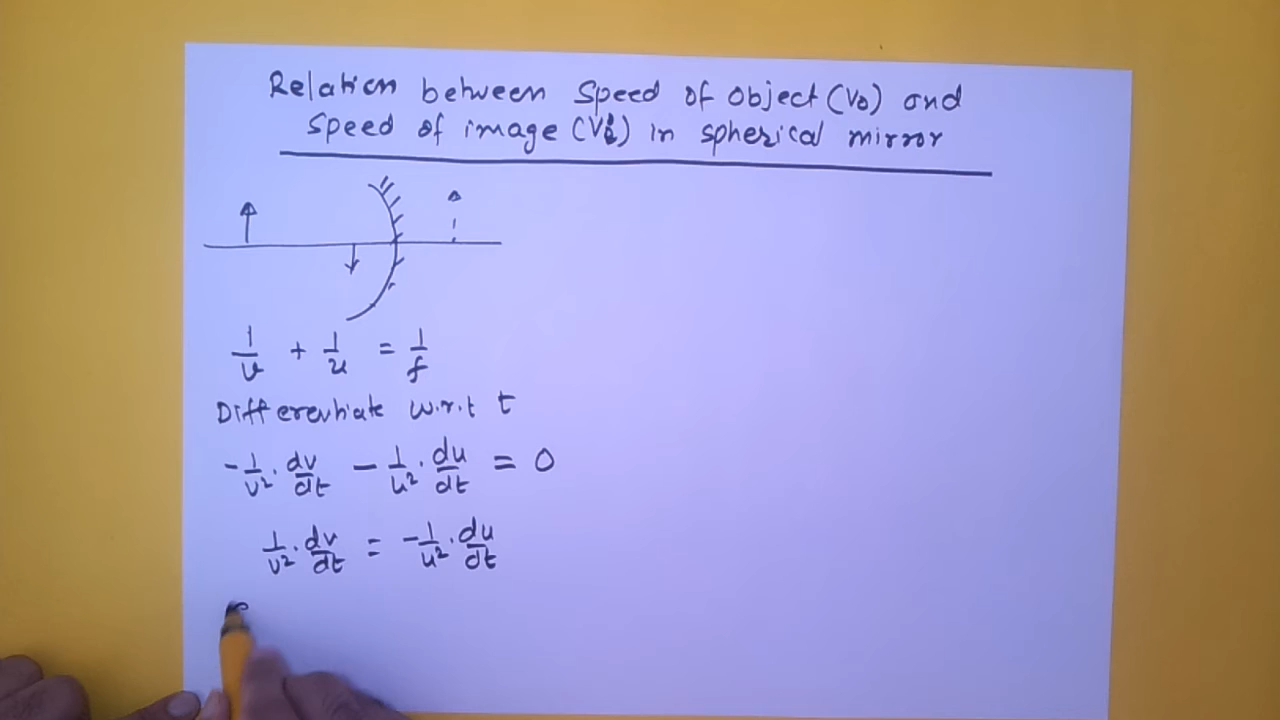 Relation between Speed of object (Vo) and
Speed of image (Vi) in spherical mirror
1/v + 1/u = 1/f
Differentiate w.r.t t
-1/v² · dv/dt - 1/u² · du/dt = 0
1/v² · dv/dt = -1/u² · du/dt